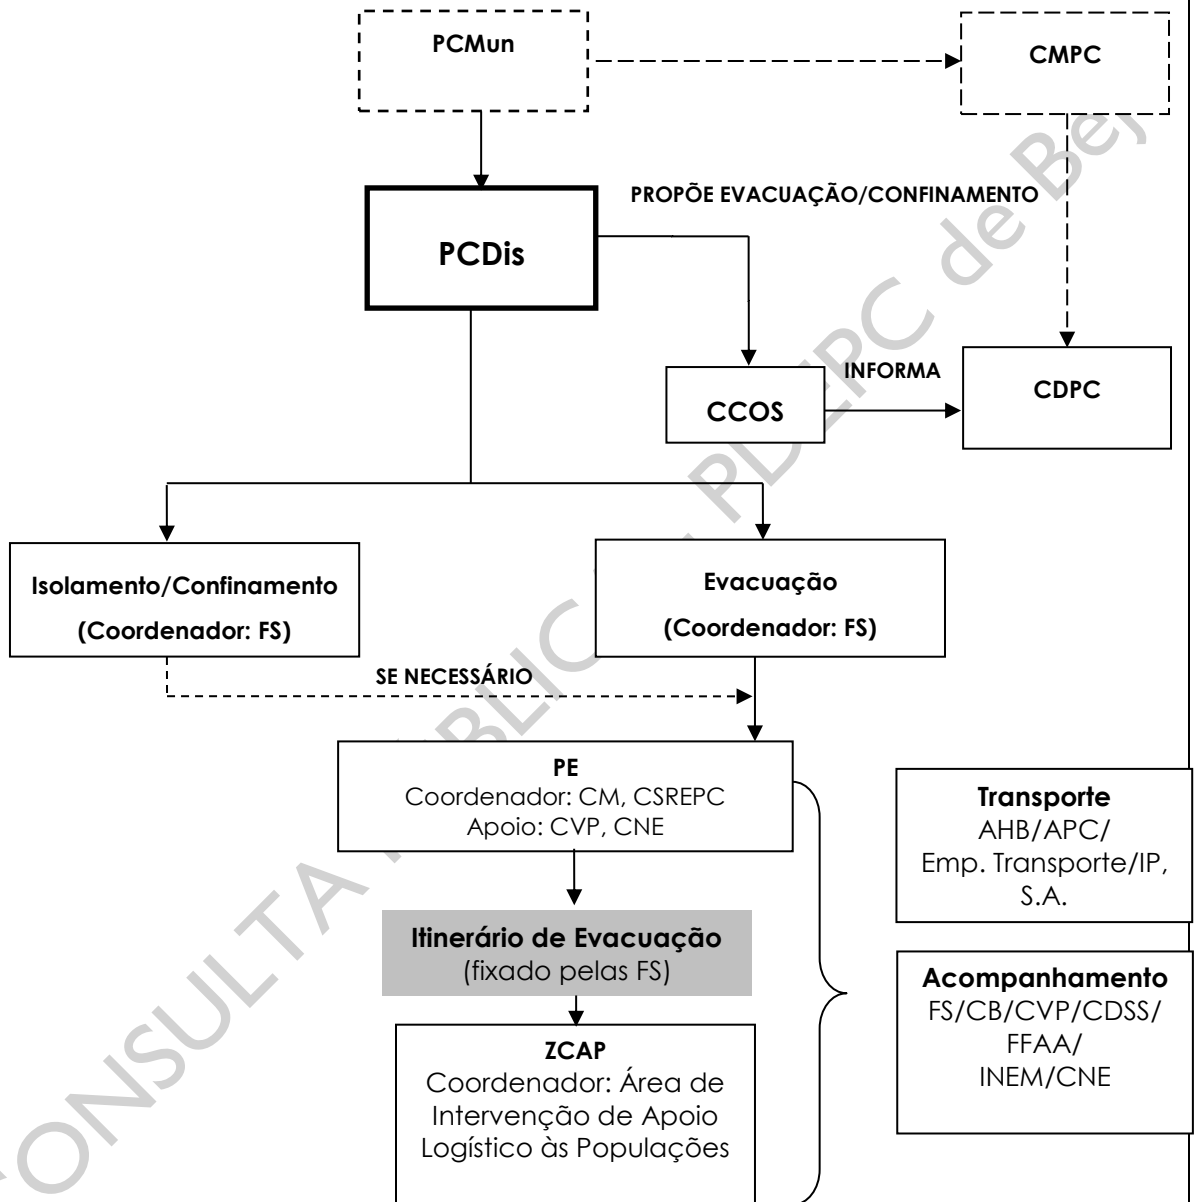 PCMun
CMPC
PROPÕE EVACUAÇÃO/CONFINAMENTO
PCDis
INFORMA
CCOS
CDPC
Isolamento/Confinamento
(Coordenador: FS)
Evacuação
(Coordenador: FS)
SE NECESSÁRIO
PE
Coordenador: CM, CSREPC
Apoio: CVP, CNE
Transporte
AHB/APC/
Emp. Transporte/IP,
S.A.
Itinerário de Evacuação
(fixado pelas FS)
Acompanhamento
FS/CB/CVP/CDSS/
FFAA/
INEM/CNE
ZCAP
Coordenador: Área de
Intervenção de Apoio
Logístico às Populações